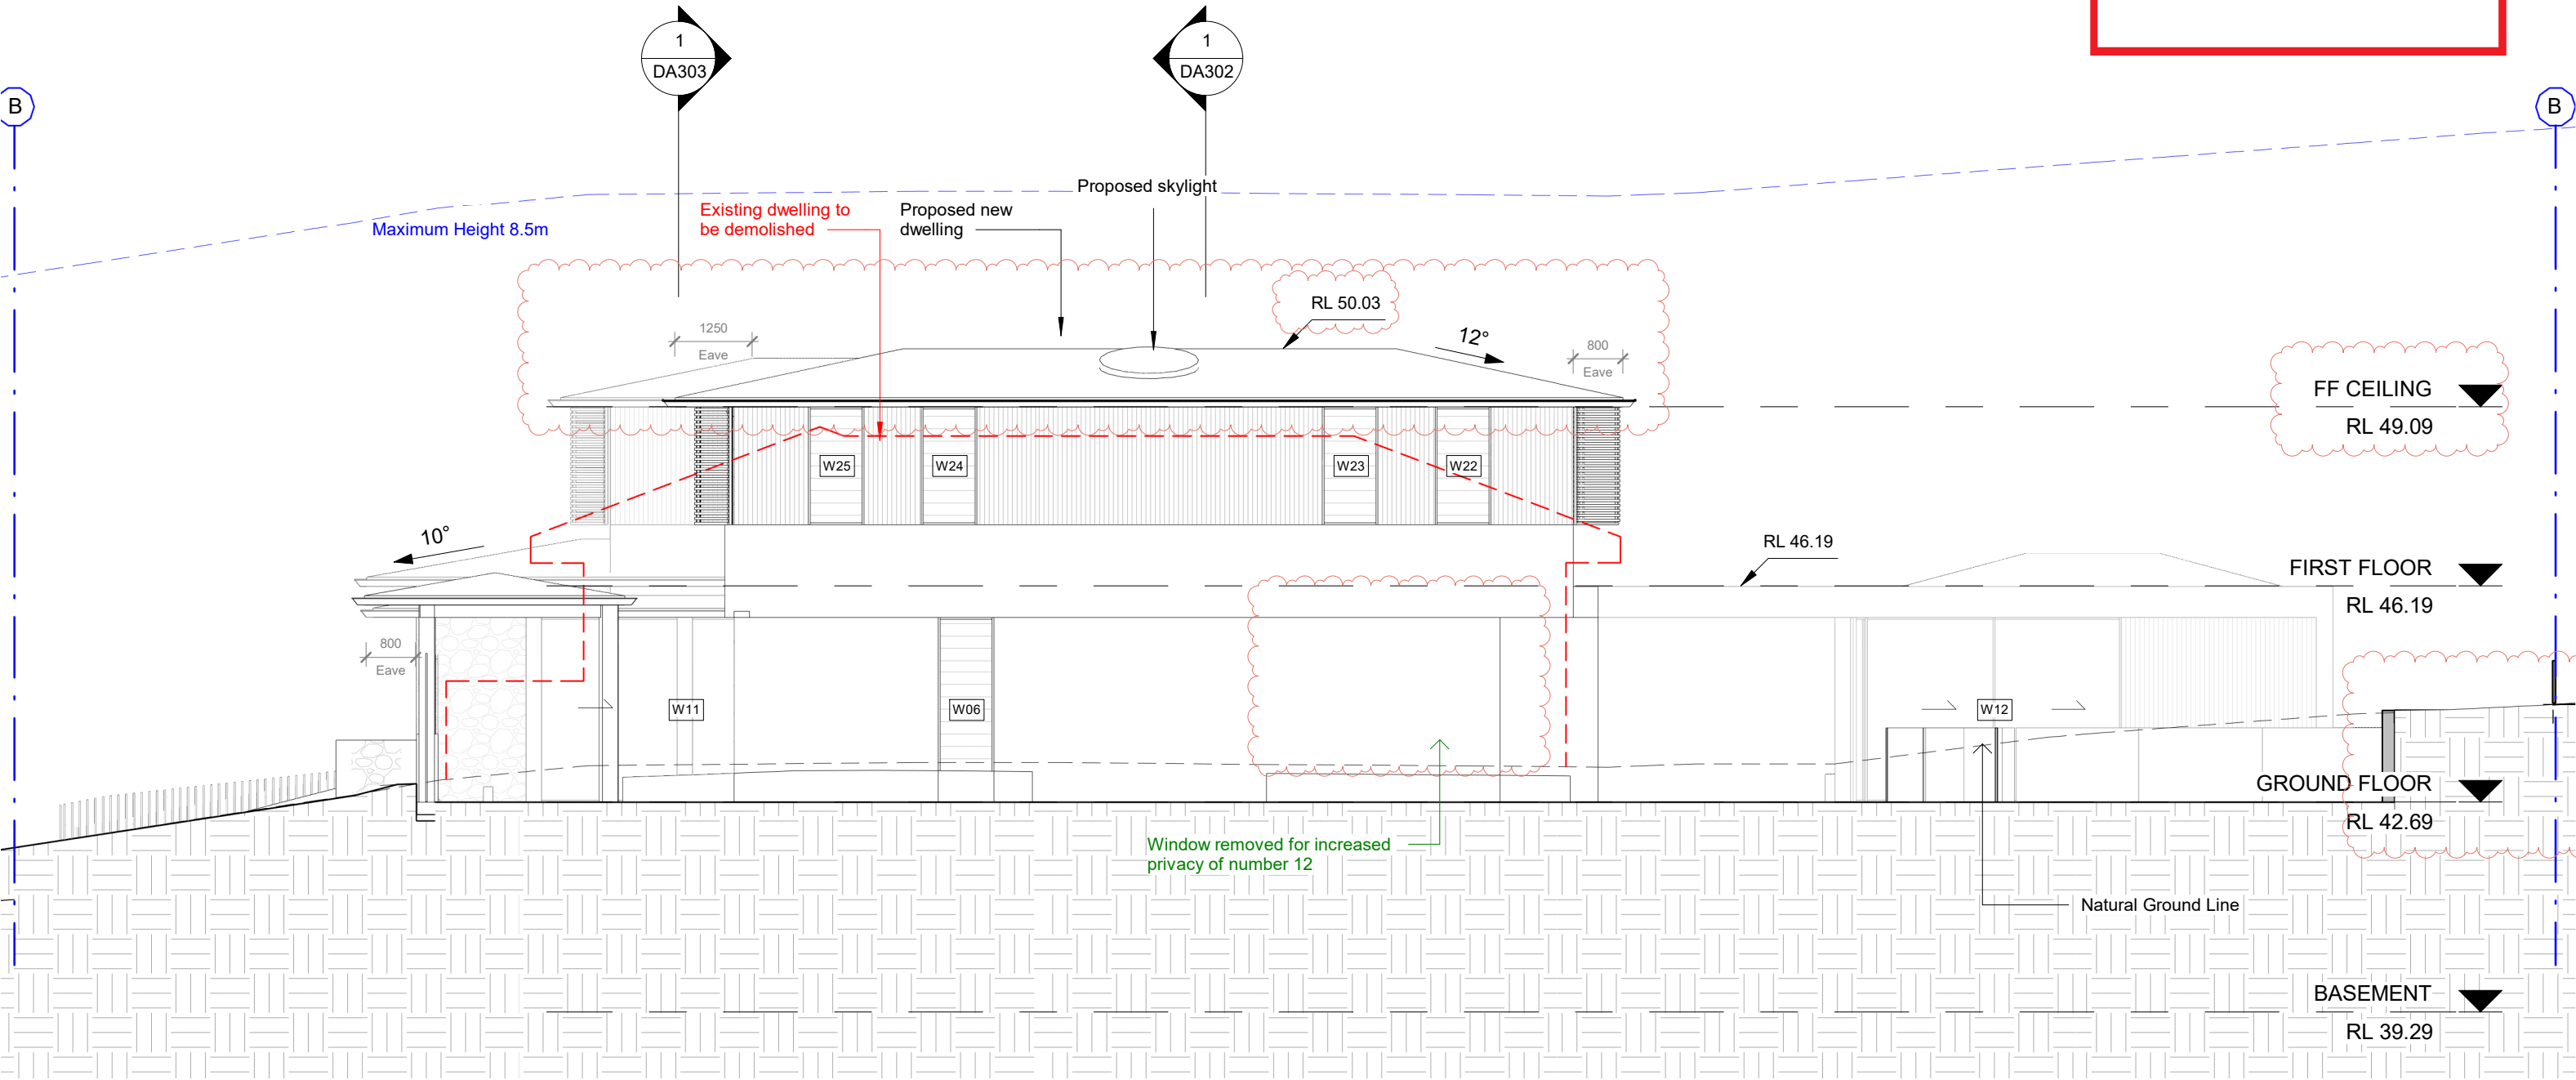 1
DA303
1
DA302
B
B
Proposed skylight
Maximum Height 8.5m
Existing dwelling to
be demolished
Proposed new
dwelling
RL 50.03
1250
Eave
12°
800
Eave
FF CEILING
RL 49.09
W25
W24
W23
W22
10°
RL 46.19
FIRST FLOOR
RL 46.19
800
Eave
W11
W06
W12
GROUND FLOOR
RL 42.69
Window removed for increased
privacy of number 12
Natural Ground Line
BASEMENT
RL 39.29